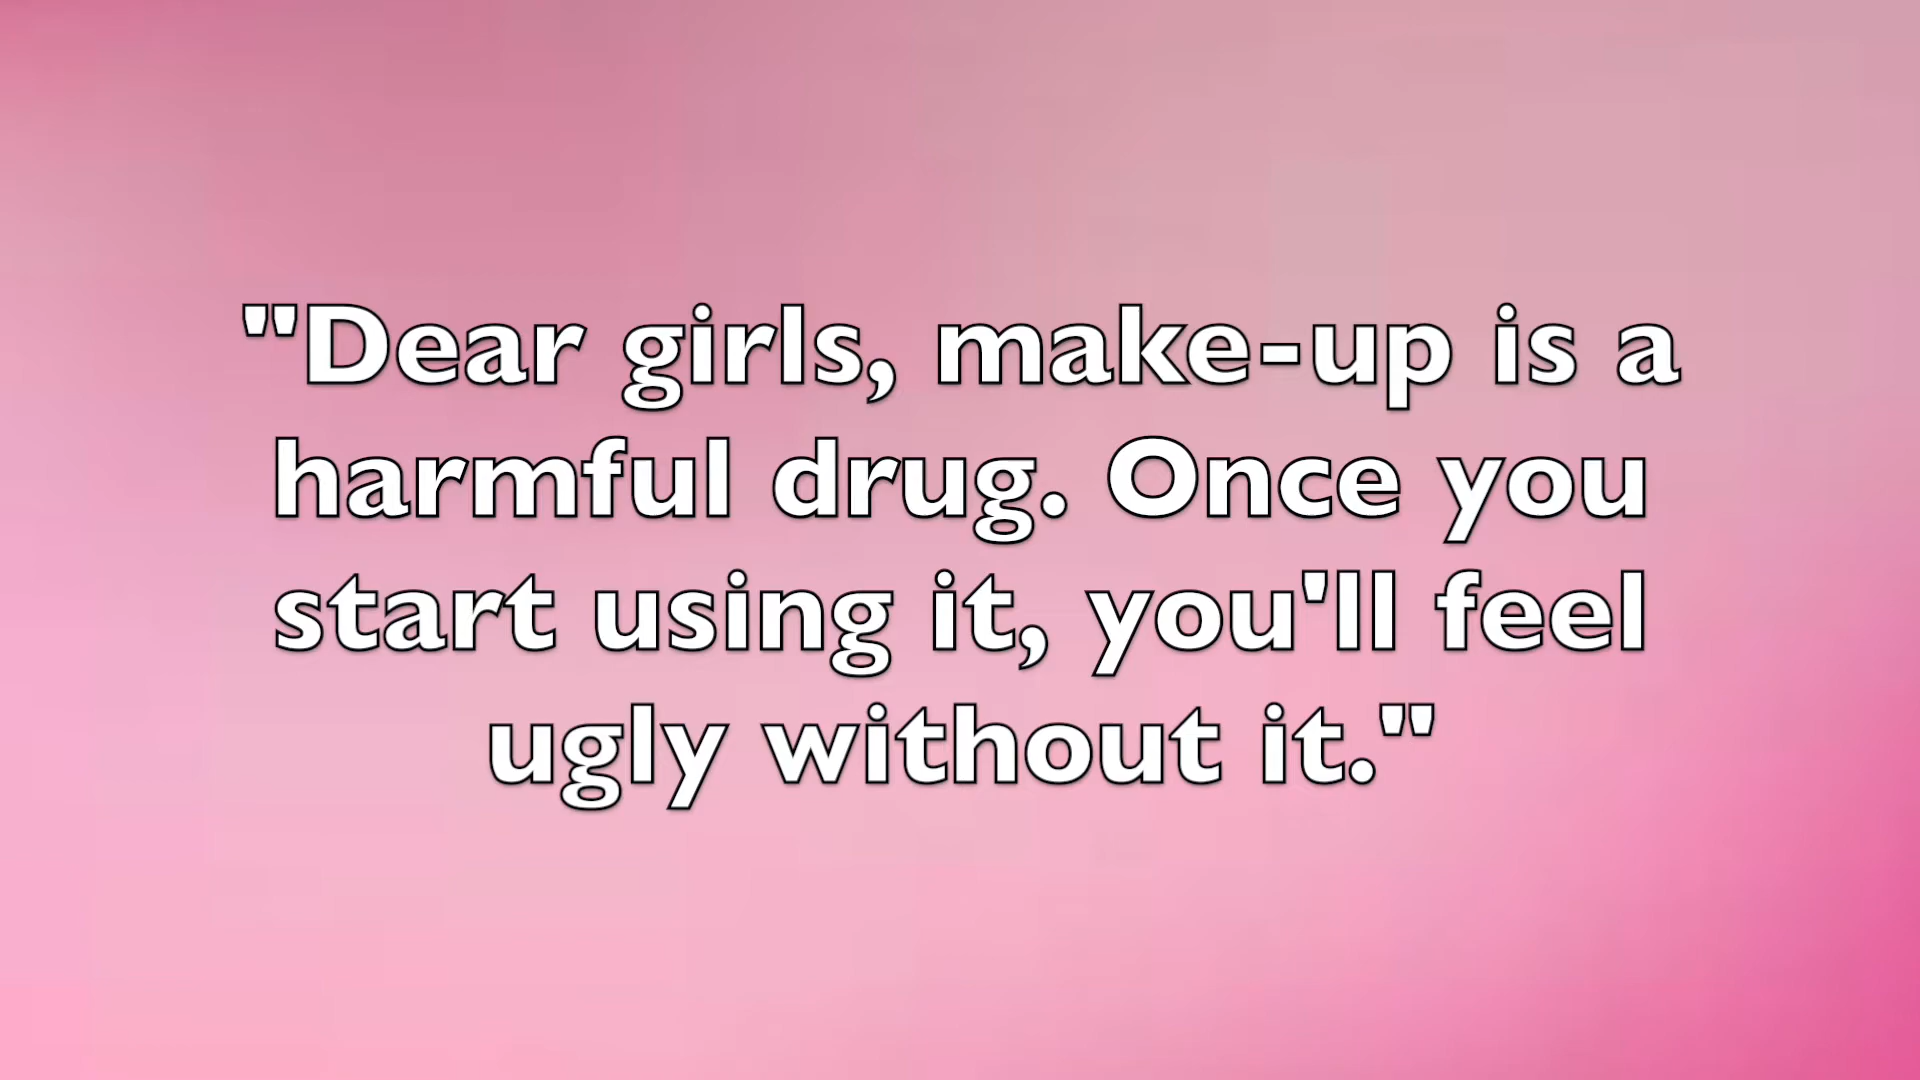 "Dear girls, make-up is a
harmful drug. Once you
start using it, you'll feel
ugly without it."